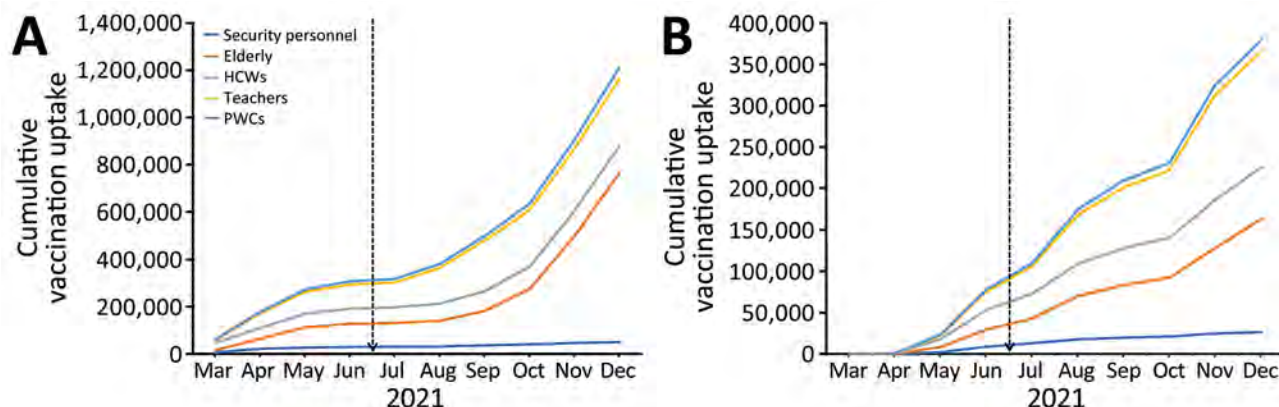 A
Cumulative
vaccination uptake
1,400,000
1,200,000
1,000,000
800,000
600,000
400,000
200,000
0
Security personnel
Elderly
HCWs
Teachers
PWCs
Mar Apr May Jun Jul Aug Sep Oct Nov Dec
2021
B
Cumulative
vaccination uptake
400,000
350,000
300,000
250,000
200,000
150,000
100,000
50,000
0
Mar Apr May Jun Jul Aug Sep Oct Nov Dec
2021